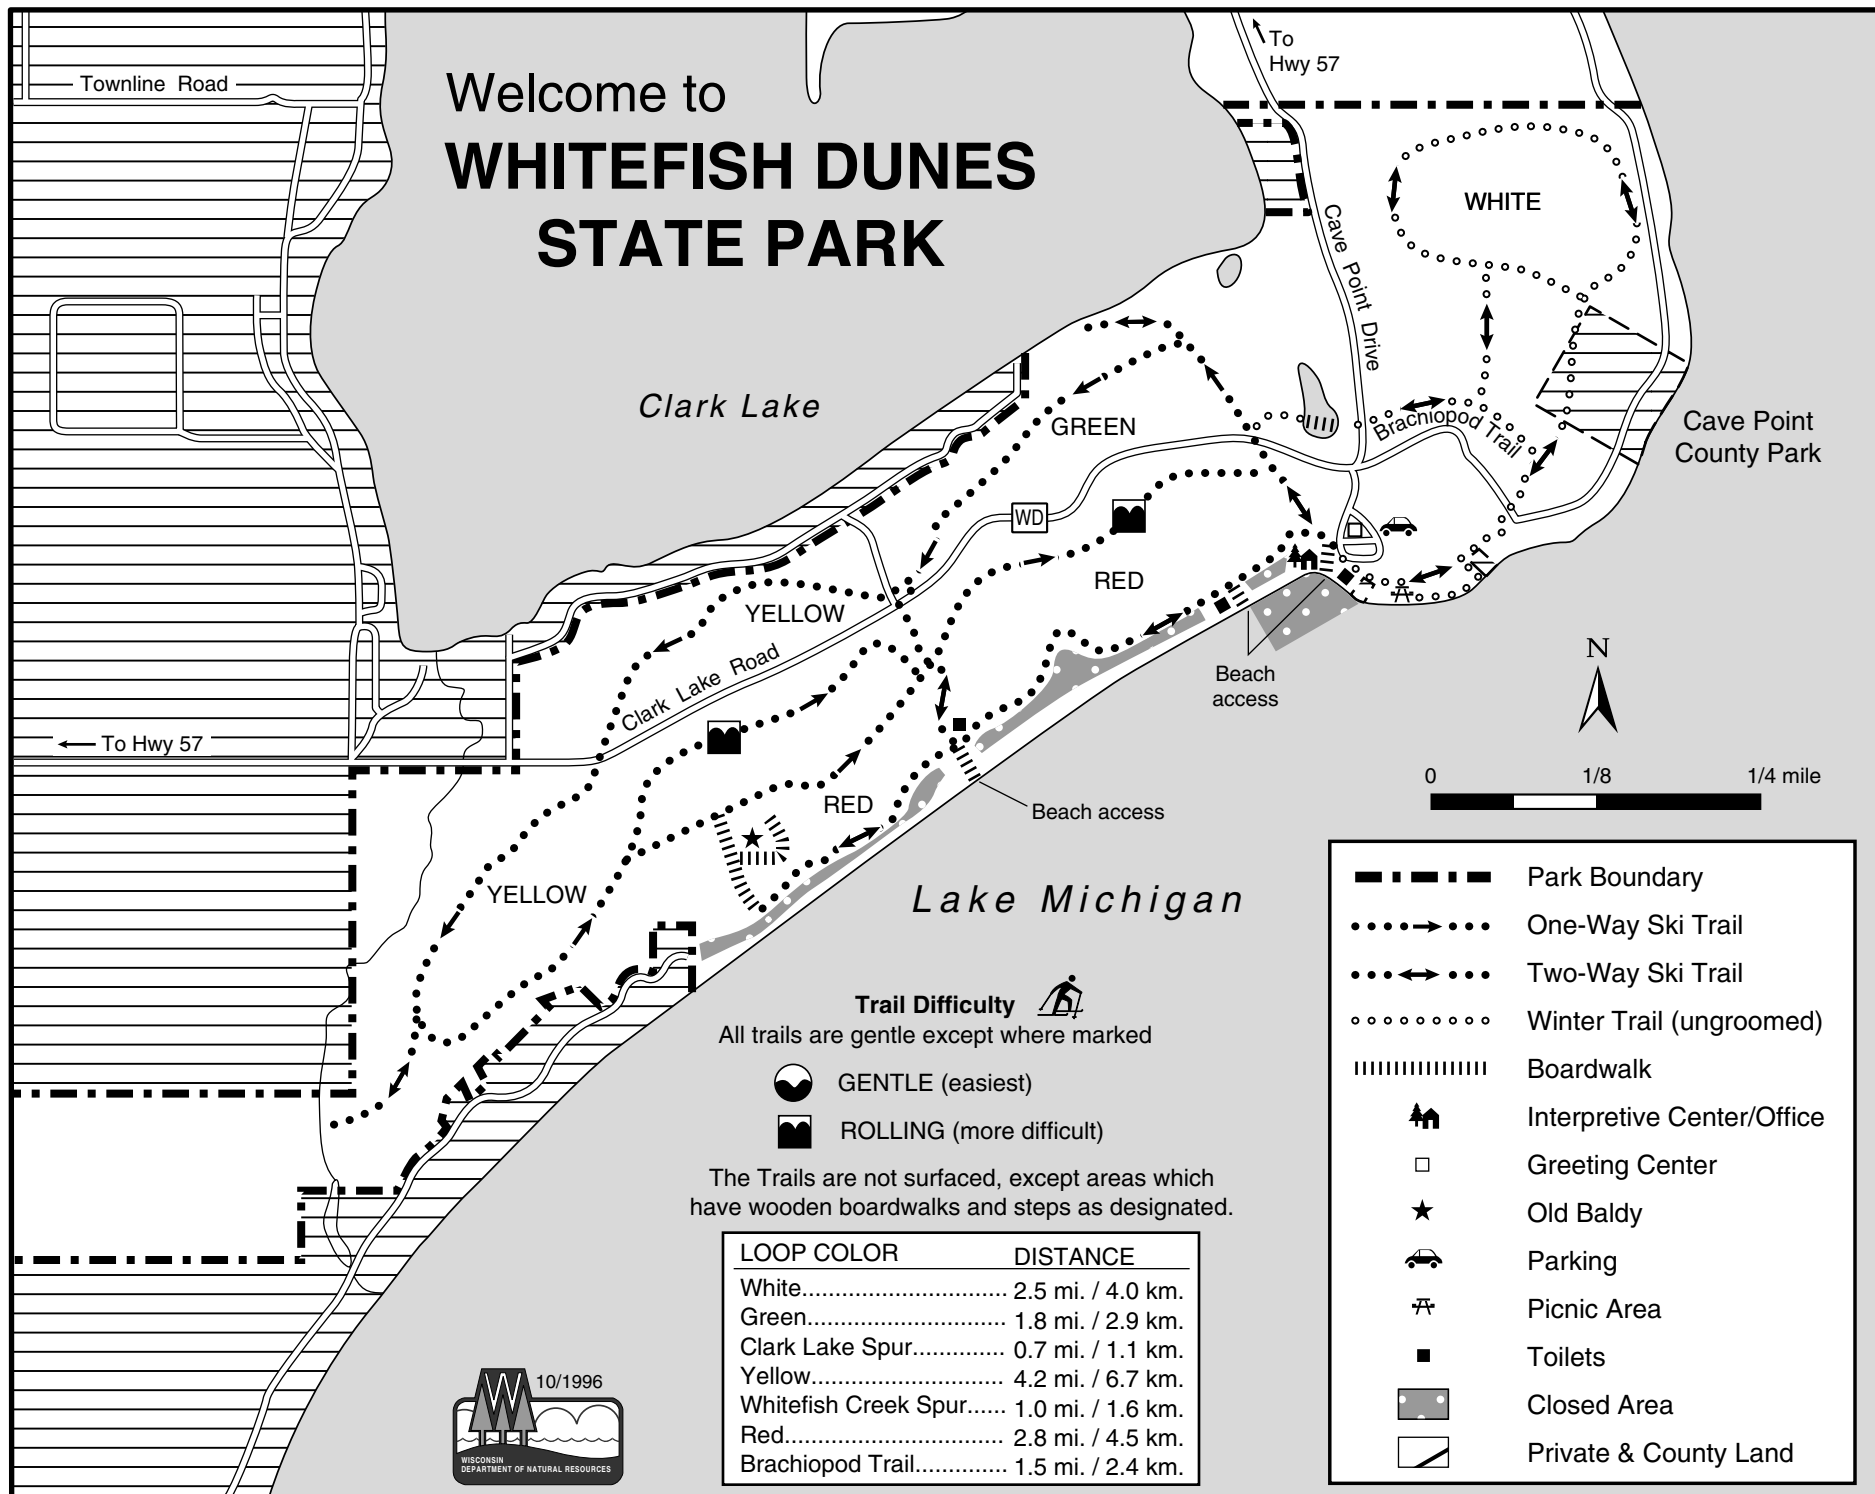 To
Hwy 57
Townline Road
Welcome to
WHITEFISH DUNES
STATE PARK
WHITE
Cave Point Drive
Clark Lake
GREEN
Brachiopod Trail
Cave Point
County Park
WD
RED
YELLOW
Clark Lake Road
Beach
access
N
To Hwy 57
0 1/8 1/4 mile
RED
Beach access
YELLOW
Lake Michigan
Trail Difficulty
All trails are gentle except where marked
GENTLE (easiest)
ROLLING (more difficult)
The Trails are not surfaced, except areas which
have wooden boardwalks and steps as designated.
LOOP COLOR DISTANCE
White............................... 2.5 mi. / 4.0 km.
Green.............................. 1.8 mi. / 2.9 km.
Clark Lake Spur.............. 0.7 mi. / 1.1 km.
Yellow............................. 4.2 mi. / 6.7 km.
Whitefish Creek Spur...... 1.0 mi. / 1.6 km.
Red................................. 2.8 mi. / 4.5 km.
Brachiopod Trail.............. 1.5 mi. / 2.4 km.
Park Boundary
One-Way Ski Trail
Two-Way Ski Trail
Winter Trail (ungroomed)
Boardwalk
Interpretive Center/Office
Greeting Center
Old Baldy
Parking
Picnic Area
Toilets
Closed Area
Private & County Land
10/1996
W
WISCONSIN
DEPARTMENT OF NATURAL RESOURCES